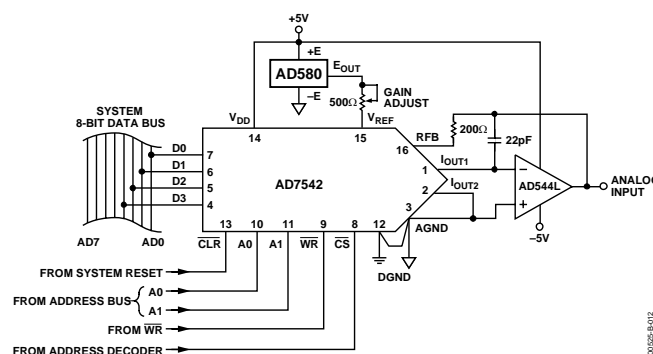 +5V
+E
AD580
EOUT
–E
500Ω
GAIN
ADJUST
SYSTEM
8-BIT DATA BUS
VDD
VREF
14
15
RFB
16
200Ω
22pF
D0
7
D1
6
D2
5
D3
4
AD7542
1
IOUT1
2
IOUT2
3
AGND
–
+
AD544L
ANALOG
INPUT
–5V
AD7
AD0
13
10
11
9
8
12
CLR
A0
A1
WR
CS
DGND
FROM SYSTEM RESET
FROM ADDRESS BUS
A0
A1
FROM WR
FROM ADDRESS DECODER
00525-B-012